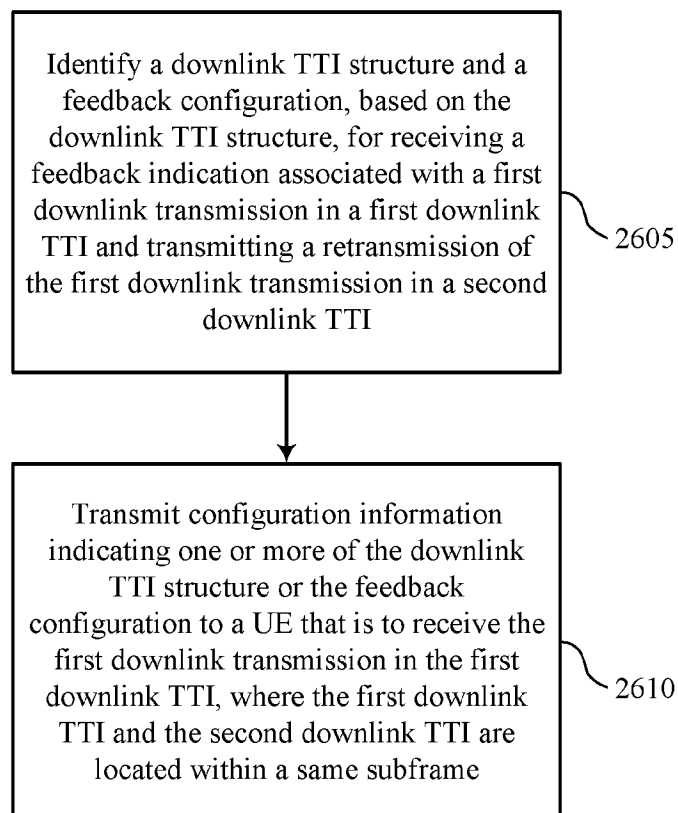 Identify a downlink TTI structure and a
feedback configuration, based on the
downlink TTI structure, for receiving a
feedback indication associated with a first
downlink transmission in a first downlink
TTI and transmitting a retransmission of
the first downlink transmission in a second
downlink TTI
2605
Transmit configuration information
indicating one or more of the downlink
TTI structure or the feedback
configuration to a UE that is to receive the
first downlink transmission in the first
downlink TTI, where the first downlink
TTI and the second downlink TTI are
located within a same subframe
2610